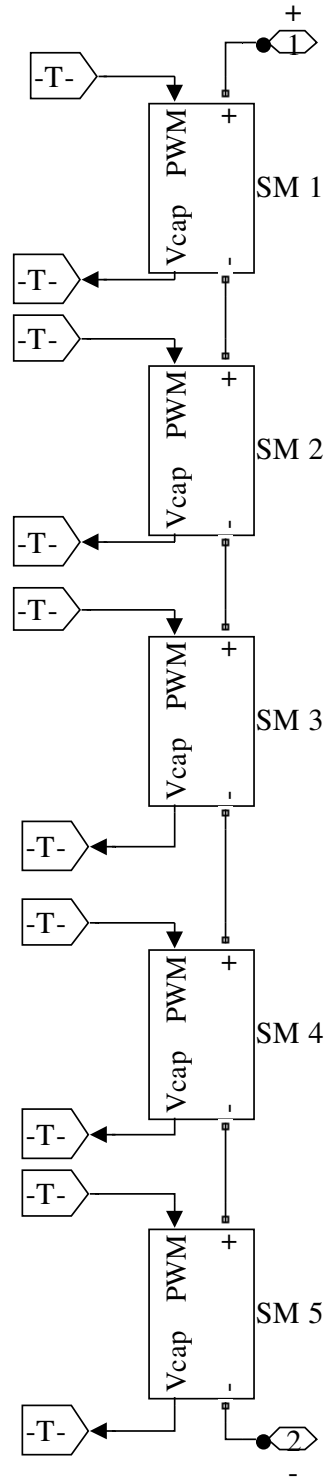 +
1
-T-
PWM
+
SM 1
Vcap
-
-T-
-T-
PWM
+
SM 2
Vcap
-
-T-
-T-
PWM
+
SM 3
Vcap
-
-T-
-T-
PWM
+
SM 4
Vcap
-
-T-
-T-
PWM
+
SM 5
Vcap
-
-T-
2
-